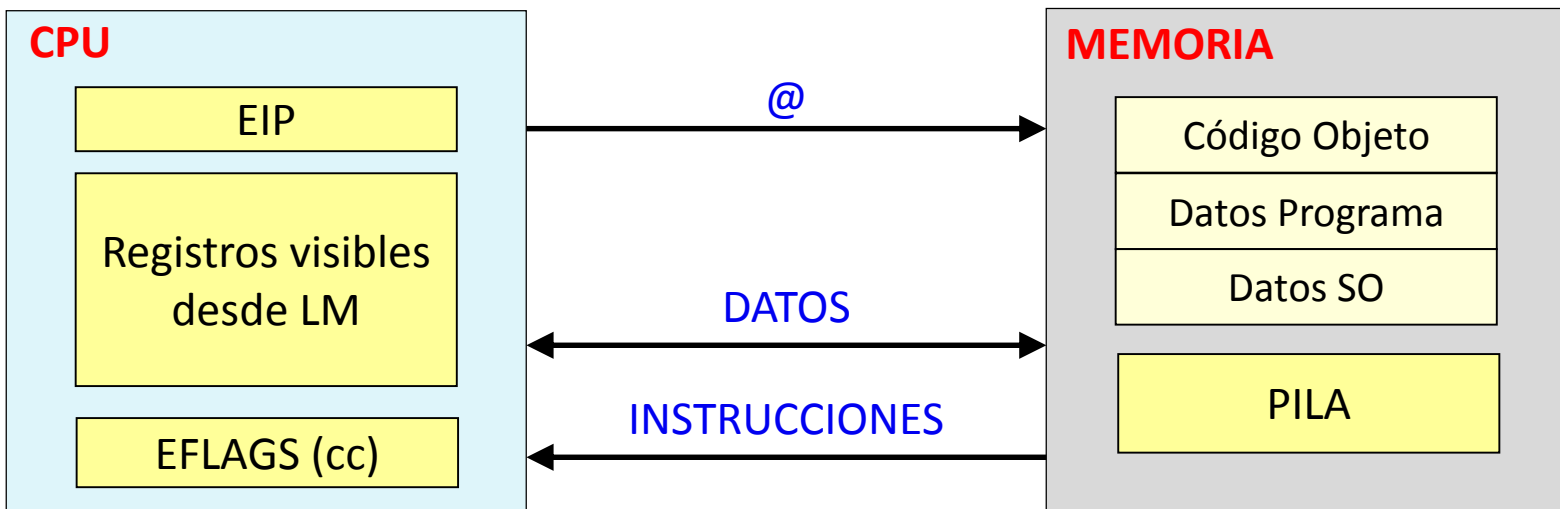 CPU
EIP
Registros visibles
desde LM
EFLAGS (cc)
@
DATOS
INSTRUCCIONES
MEMORIA
Código Objeto
Datos Programa
Datos SO
PILA